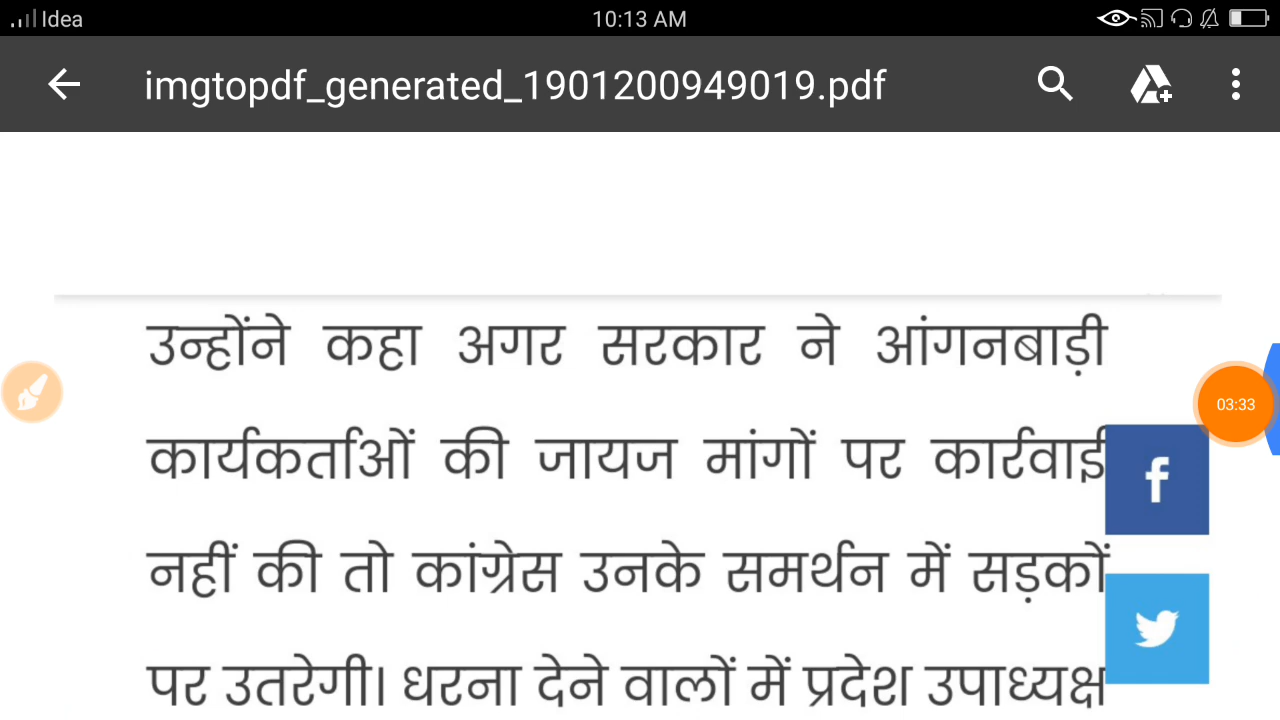 Idea 10:13 AM
imgtopdf_generated_1901200949019.pdf
उन्होंने कहा अगर सरकार ने आंगनबाड़ी
03:33
कार्यकर्ताओं की जायज मांगों पर कार्रवाई
f
नहीं की तो कांग्रेस उनके समर्थन में सड़कों
पर उतरेगी। धरना देने वालों में प्रदेश उपाध्यक्ष